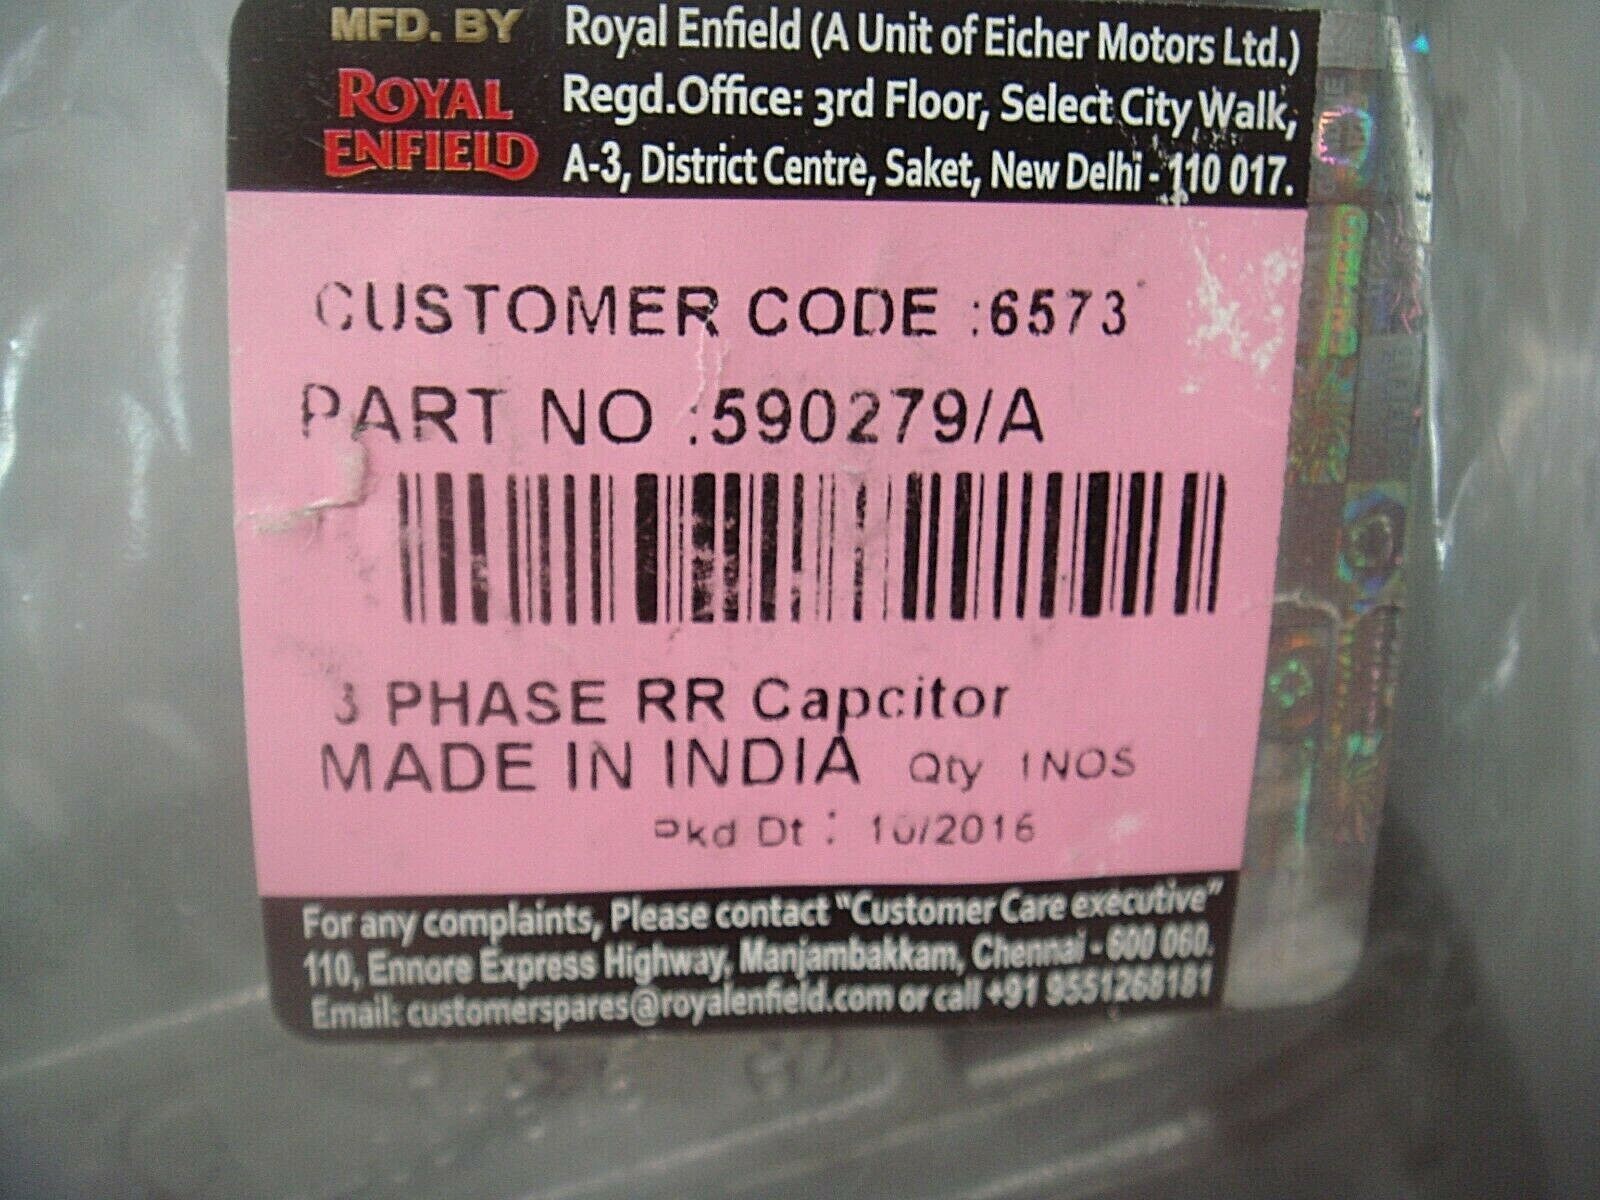 MFD. BY
ROYAL
ENFIELD
Royal Enfield (A Unit of Eicher Motors Ltd.)
Regd.Office: 3rd Floor, Select City Walk,
A-3, District Centre, Saket, New Delhi - 110 017.
CUSTOMER CODE :6573
PART NO :590279/A
3 PHASE RR Capcitor
MADE IN INDIA Qty 1NOS
Pkd Dt : 10/2016
For any complaints, Please contact "Customer Care executive"
110, Ennore Express Highway, Manjambakkam, Chennai - 600 060.
Email: customerspares@royalenfield.com or call +91 9551268181